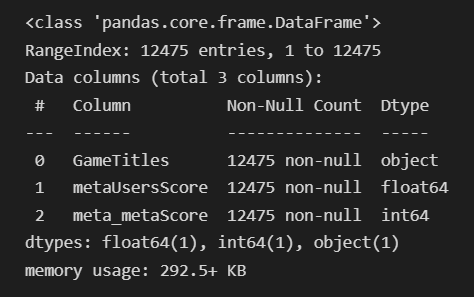 <class 'pandas.core.frame.DataFrame'>
RangeIndex: 12475 entries, 1 to 12475
Data columns (total 3 columns):
 #   Column          Non-Null Count  Dtype
---  ------          --------------  -----
 0   GameTitles      12475 non-null  object
 1   metaUsersScore  12475 non-null  float64
 2   meta_metaScore  12475 non-null  int64
dtypes: float64(1), int64(1), object(1)
memory usage: 292.5+ KB